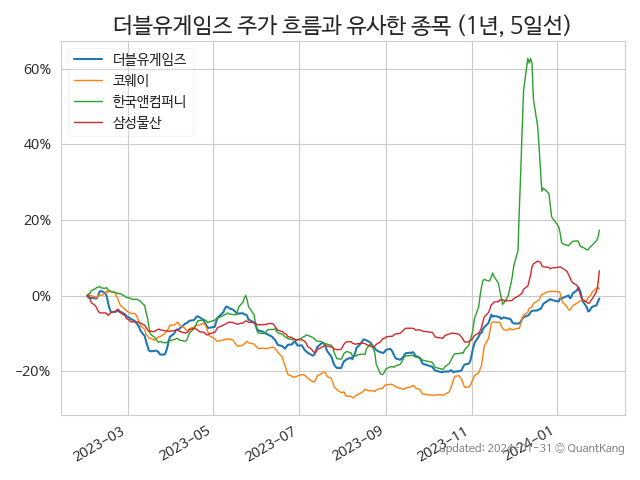 더블유게임즈 주가 흐름과 유사한 종목 (1년, 5일선)
더블유게임즈
코웨이
한국앤컴퍼니
삼성물산
60%
40%
20%
0%
−20%
2023-03
2023-05
2023-07
2023-09
2023-11
2024-01
updated: 2024-01-31 © QuantKang